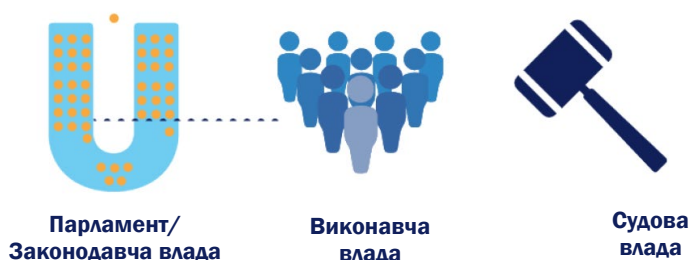 Парламент/
Законодавча влада
Виконавча
влада
Судова
влада